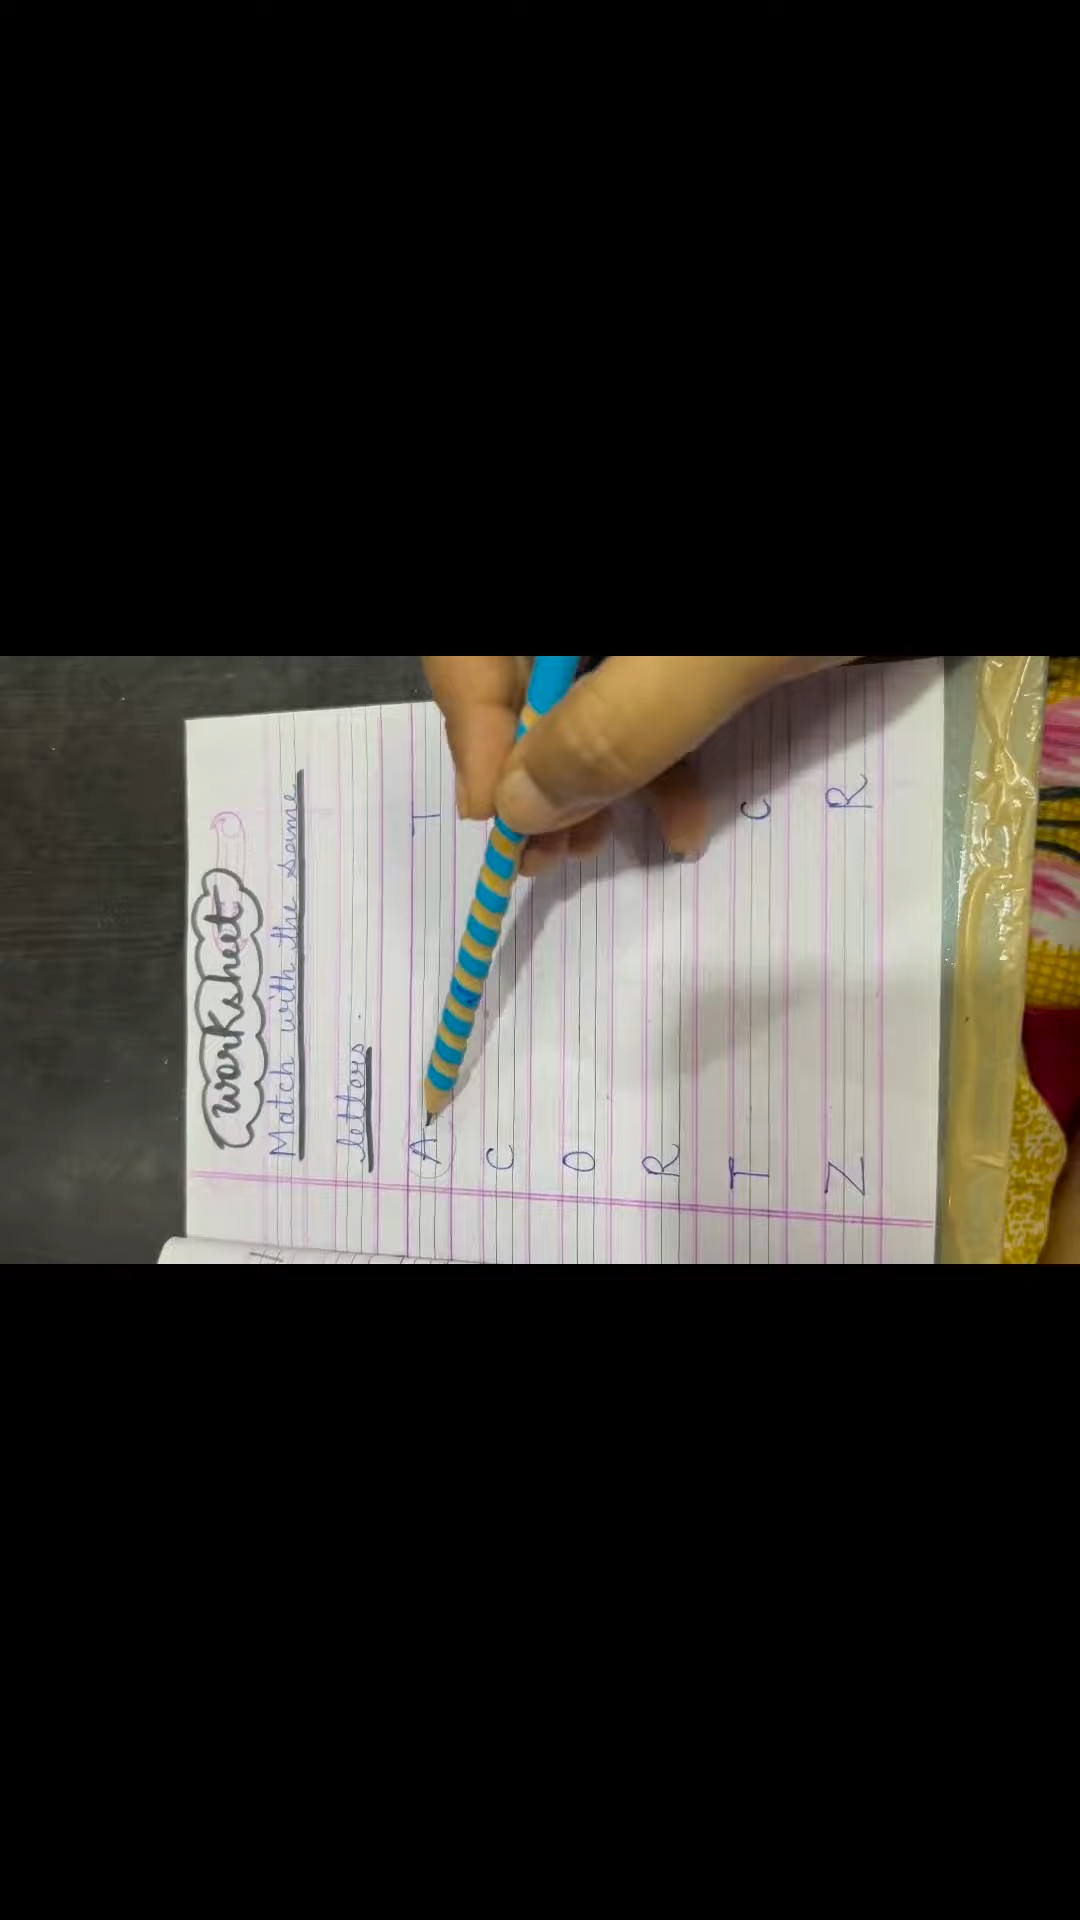 Worksheet
Match with the same
letters.
A T
C
O
R
T C
Z R